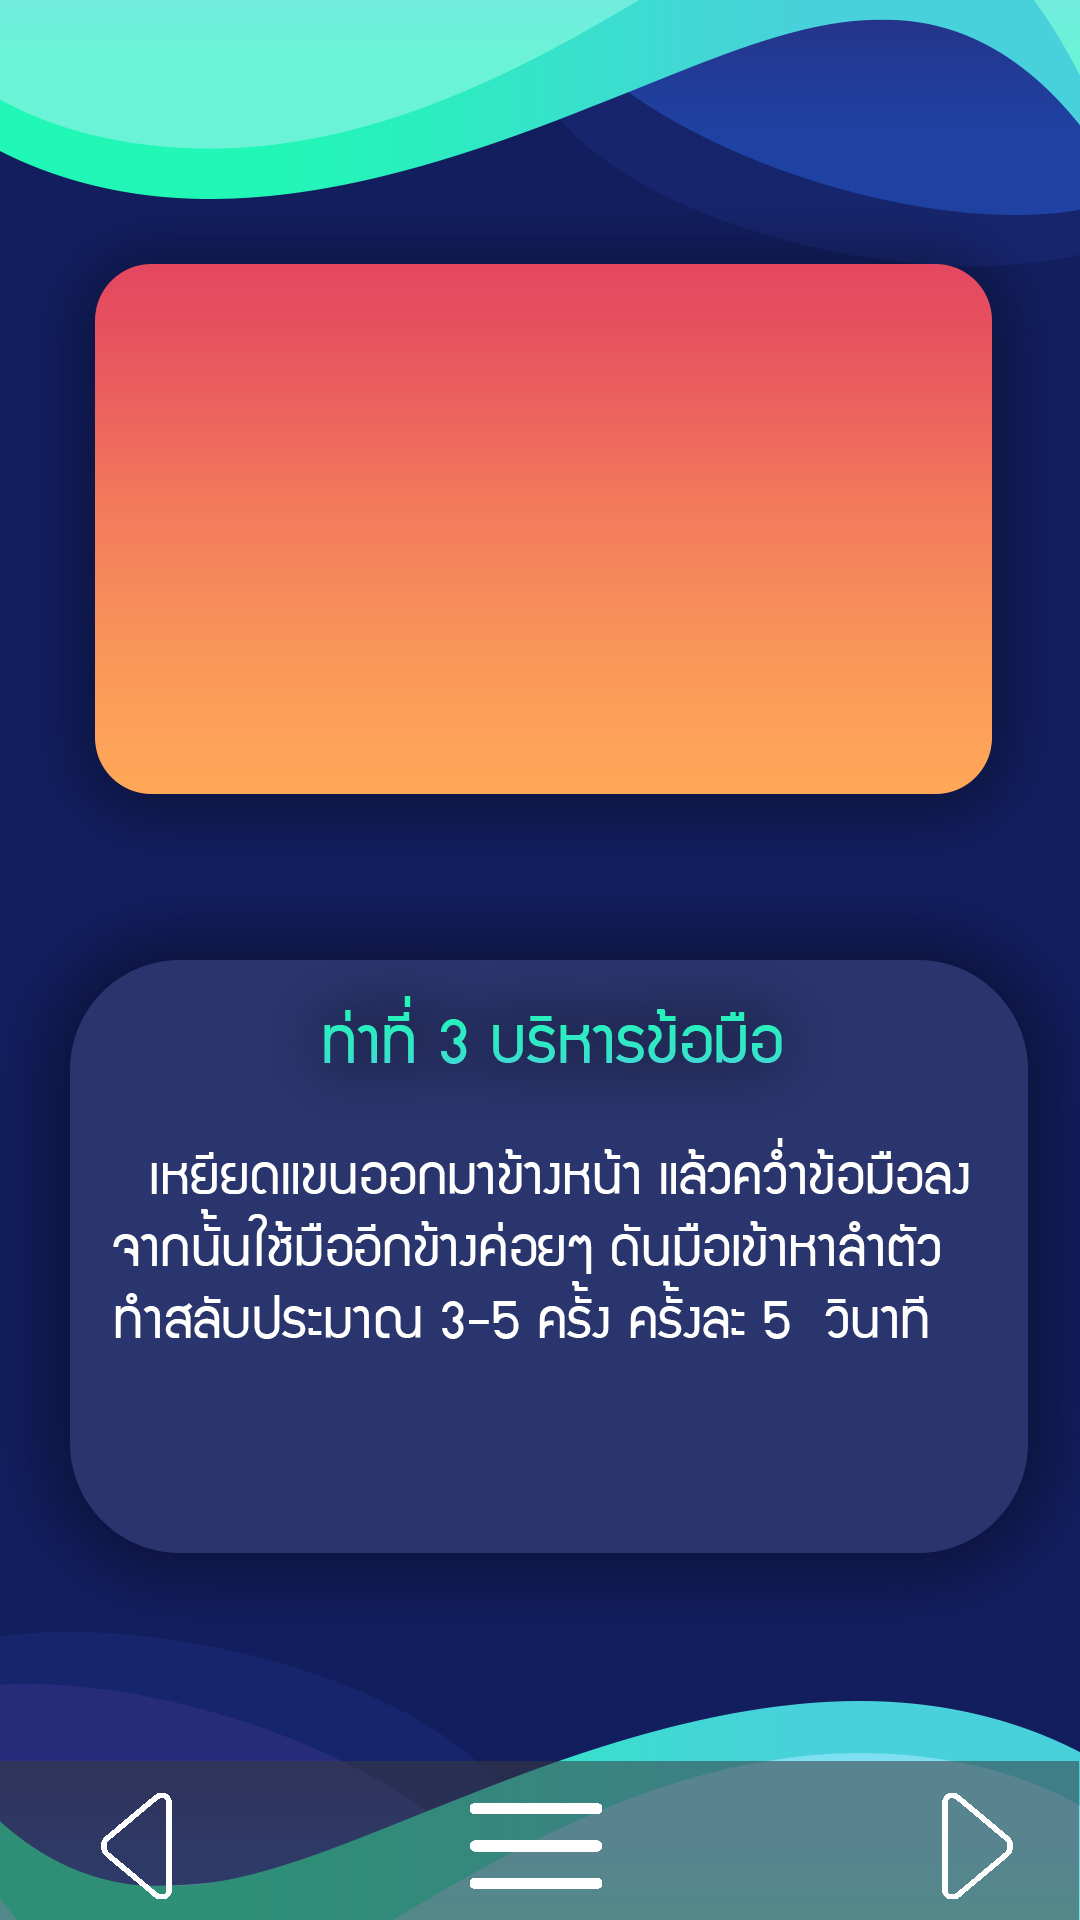 ท่าที่ 3 บริหารข้อมือ
เหยียดแขนออกมาข้างหน้า แล้วคว่ำข้อมือลง
จากนั้นใช้มืออีกข้างค่อยๆ ดันมือเข้าหาลำตัว
ทำสลับประมาณ 3-5 ครั้ง ครั้งละ 5 วินาที